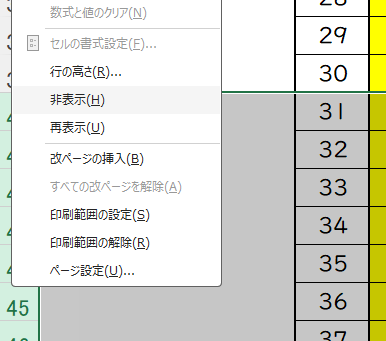 数式と値のクリア(N)
セルの書式設定(F)...
行の高さ(R)...
非表示(H)
再表示(U)
改ページの挿入(B)
すべての改ページを解除(A)
印刷範囲の設定(S)
印刷範囲の解除(R)
ページ設定(U)...
45
29
30
31
32
33
34
35
36
37